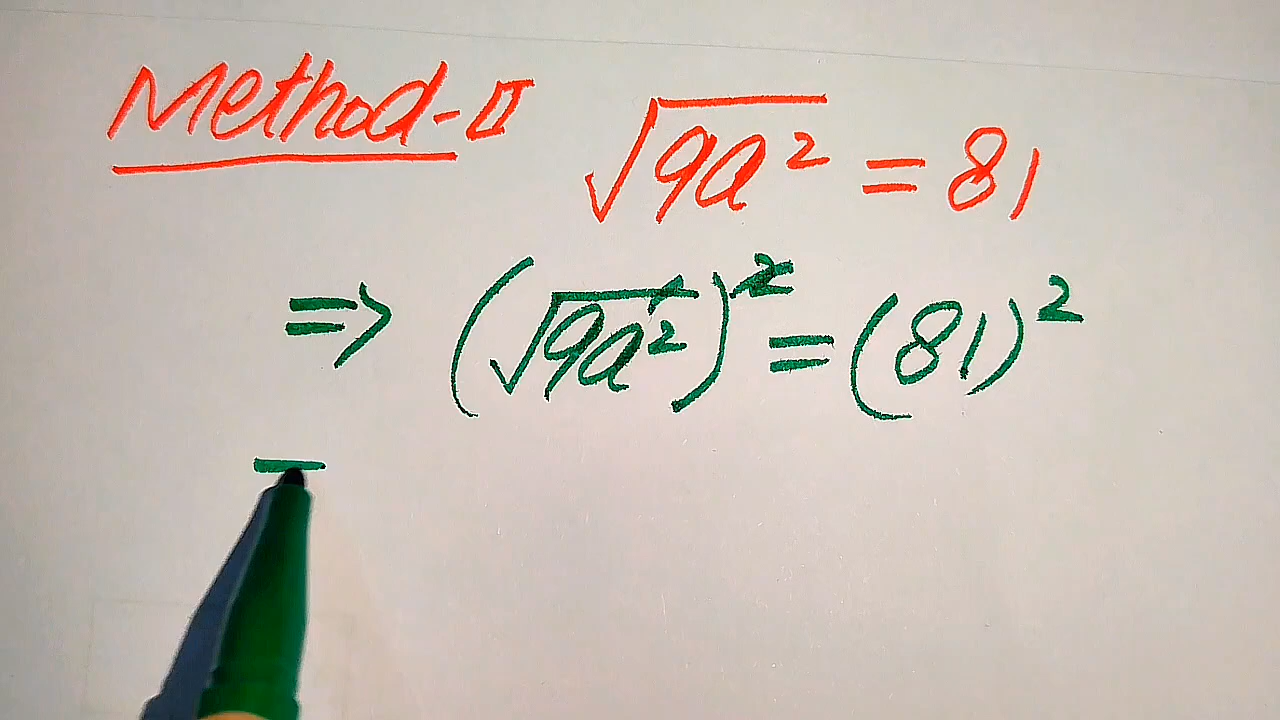 Method-II √9a² = 81
=> (√9a²)² = (81)²